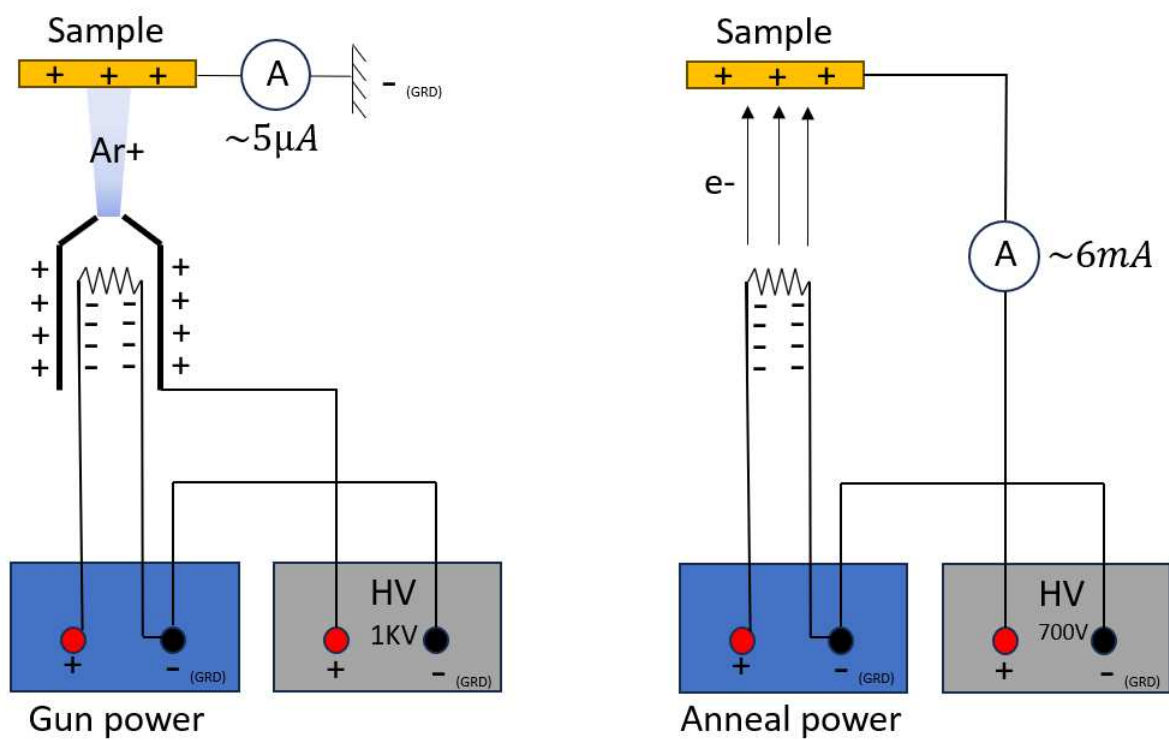 Sample
+ + +
A
- (GRD)
~5μA
Ar+
+ +
- -
+ +
- -
+ +
- -
+ +
- -
HV
1KV
+
- (GRD)
+
- (GRD)
Gun power
Sample
+ + +
e-
A
~6mA
- -
- -
- -
- -
HV
700V
+
- (GRD)
+
- (GRD)
Anneal power